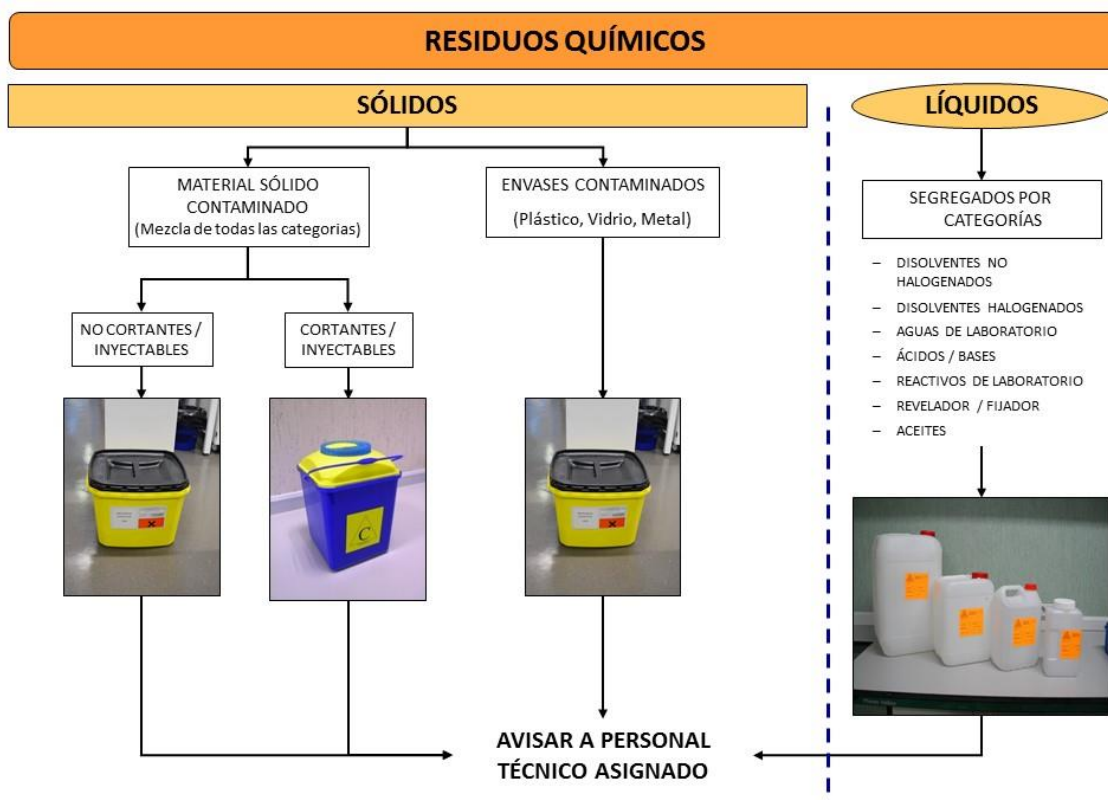 RESIDUOS QUÍMICOS
SÓLIDOS
MATERIAL SÓLIDO
CONTAMINADO
(Mezcla de todas las categorias)
ENVASES CONTAMINADOS
(Plástico, Vidrio, Metal)
NO CORTANTES /
INYECTABLES
CORTANTES /
INYECTABLES
C
LÍQUIDOS
SEGREGADOS POR
CATEGORÍAS
– DISOLVENTES NO
HALOGENADOS
– DISOLVENTES HALOGENADOS
– AGUAS DE LABORATORIO
– ÁCIDOS / BASES
– REACTIVOS DE LABORATORIO
– REVELADOR / FIJADOR
– ACEITES
AVISAR A PERSONAL
TÉCNICO ASIGNADO